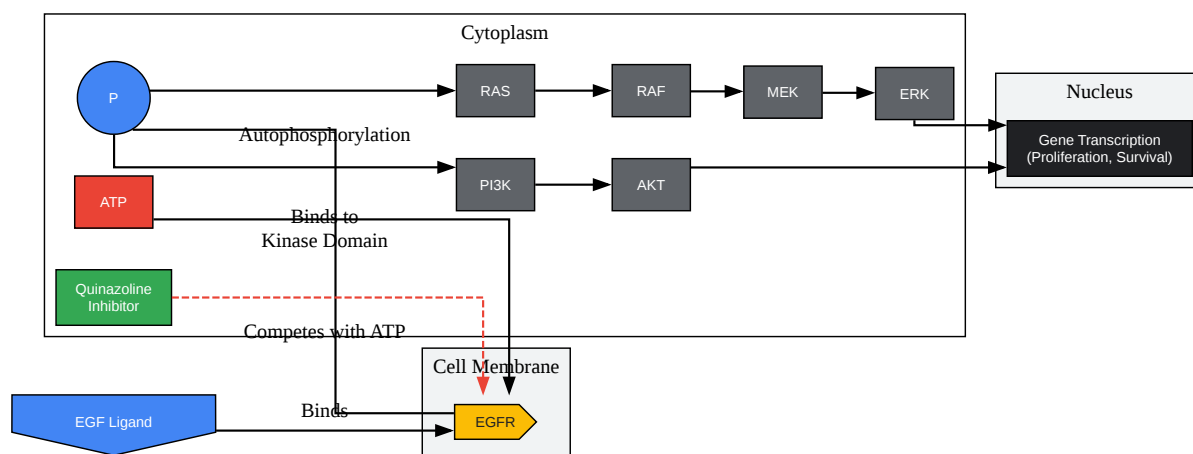 Cytoplasm
P
RAS
RAF
MEK
ERK
Nucleus
Gene Transcription
(Proliferation, Survival)
Autophosphorylation
PI3K
AKT
ATP
Binds to
Kinase Domain
Quinazoline
Inhibitor
Competes with ATP
Cell Membrane
Binds
EGF Ligand
EGFR